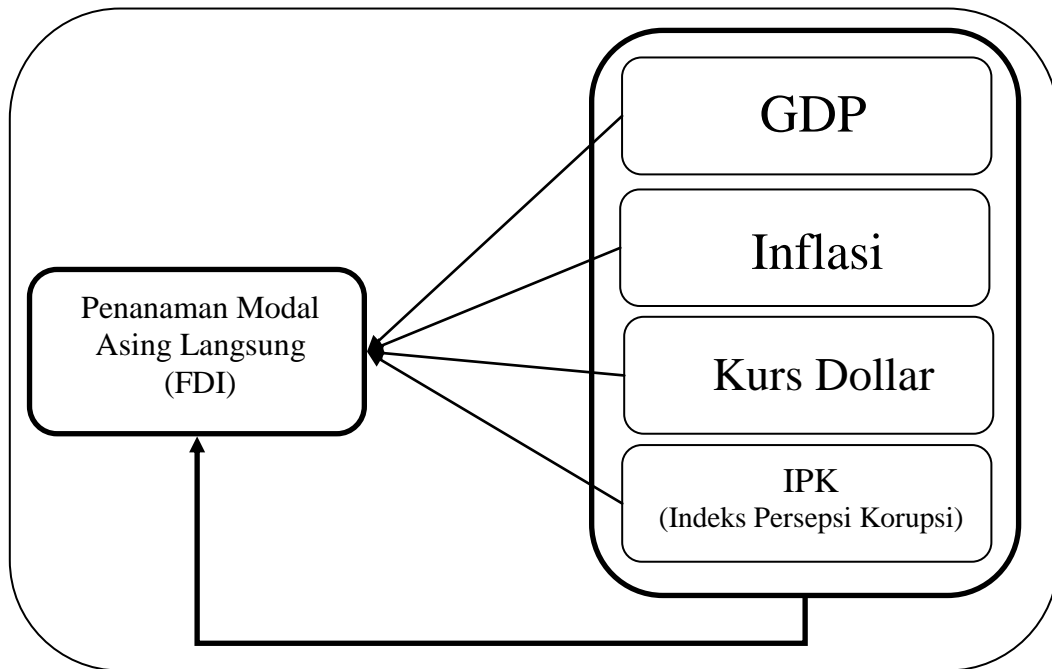 GDP
Inflasi
Penanaman Modal
Asing Langsung
(FDI)
Kurs Dollar
IPK
(Indeks Persepsi Korupsi)